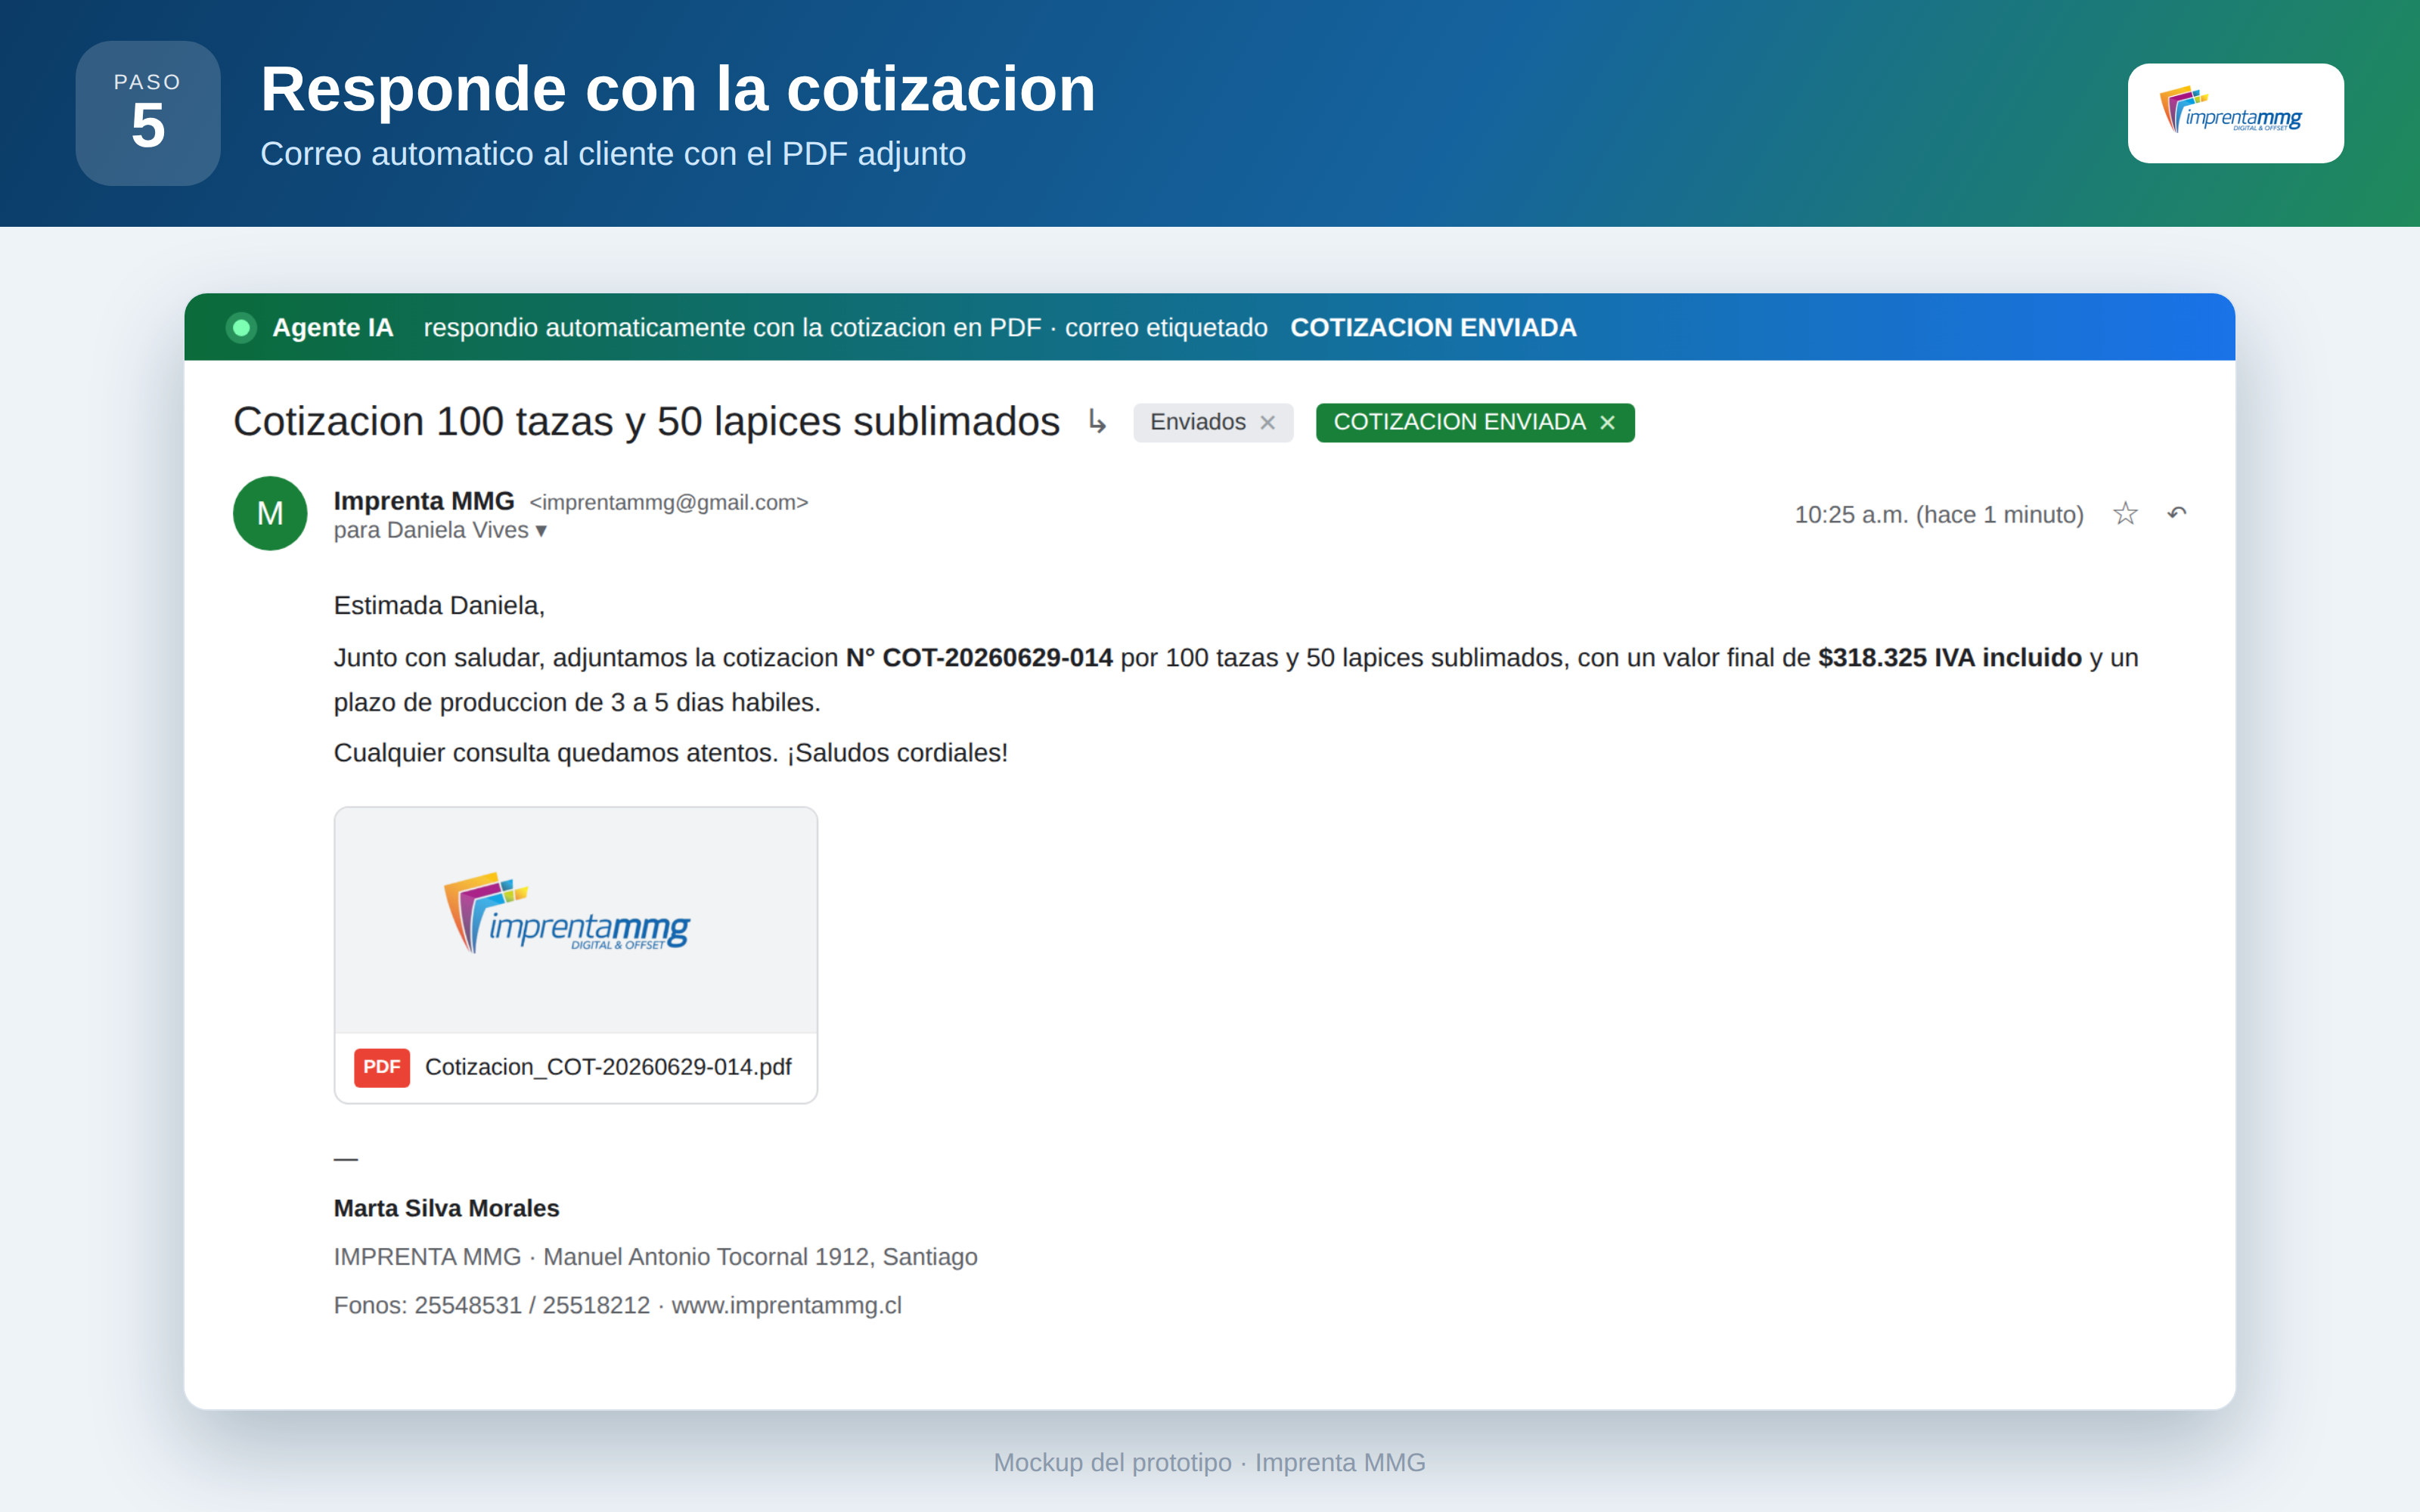 PASO
5
Responde con la cotizacion
Correo automatico al cliente con el PDF adjunto
imprentammg
DIGITAL & OFFSET
Agente IA respondio automaticamente con la cotizacion en PDF · correo etiquetado COTIZACION ENVIADA
Cotizacion 100 tazas y 50 lapices sublimados ↳ Enviados ✕ COTIZACION ENVIADA ✕
M
Imprenta MMG <imprentammg@gmail.com>
para Daniela Vives ▾
10:25 a.m. (hace 1 minuto) ☆ ↶
Estimada Daniela,
Junto con saludar, adjuntamos la cotizacion N° COT-20260629-014 por 100 tazas y 50 lapices sublimados, con un valor final de $318.325 IVA incluido y un
plazo de produccion de 3 a 5 dias habiles.
Cualquier consulta quedamos atentos. ¡Saludos cordiales!
imprentammg
DIGITAL & OFFSET
PDF Cotizacion_COT-20260629-014.pdf
—
Marta Silva Morales
IMPRENTA MMG · Manuel Antonio Tocornal 1912, Santiago
Fonos: 25548531 / 25518212 · www.imprentammg.cl
Mockup del prototipo · Imprenta MMG